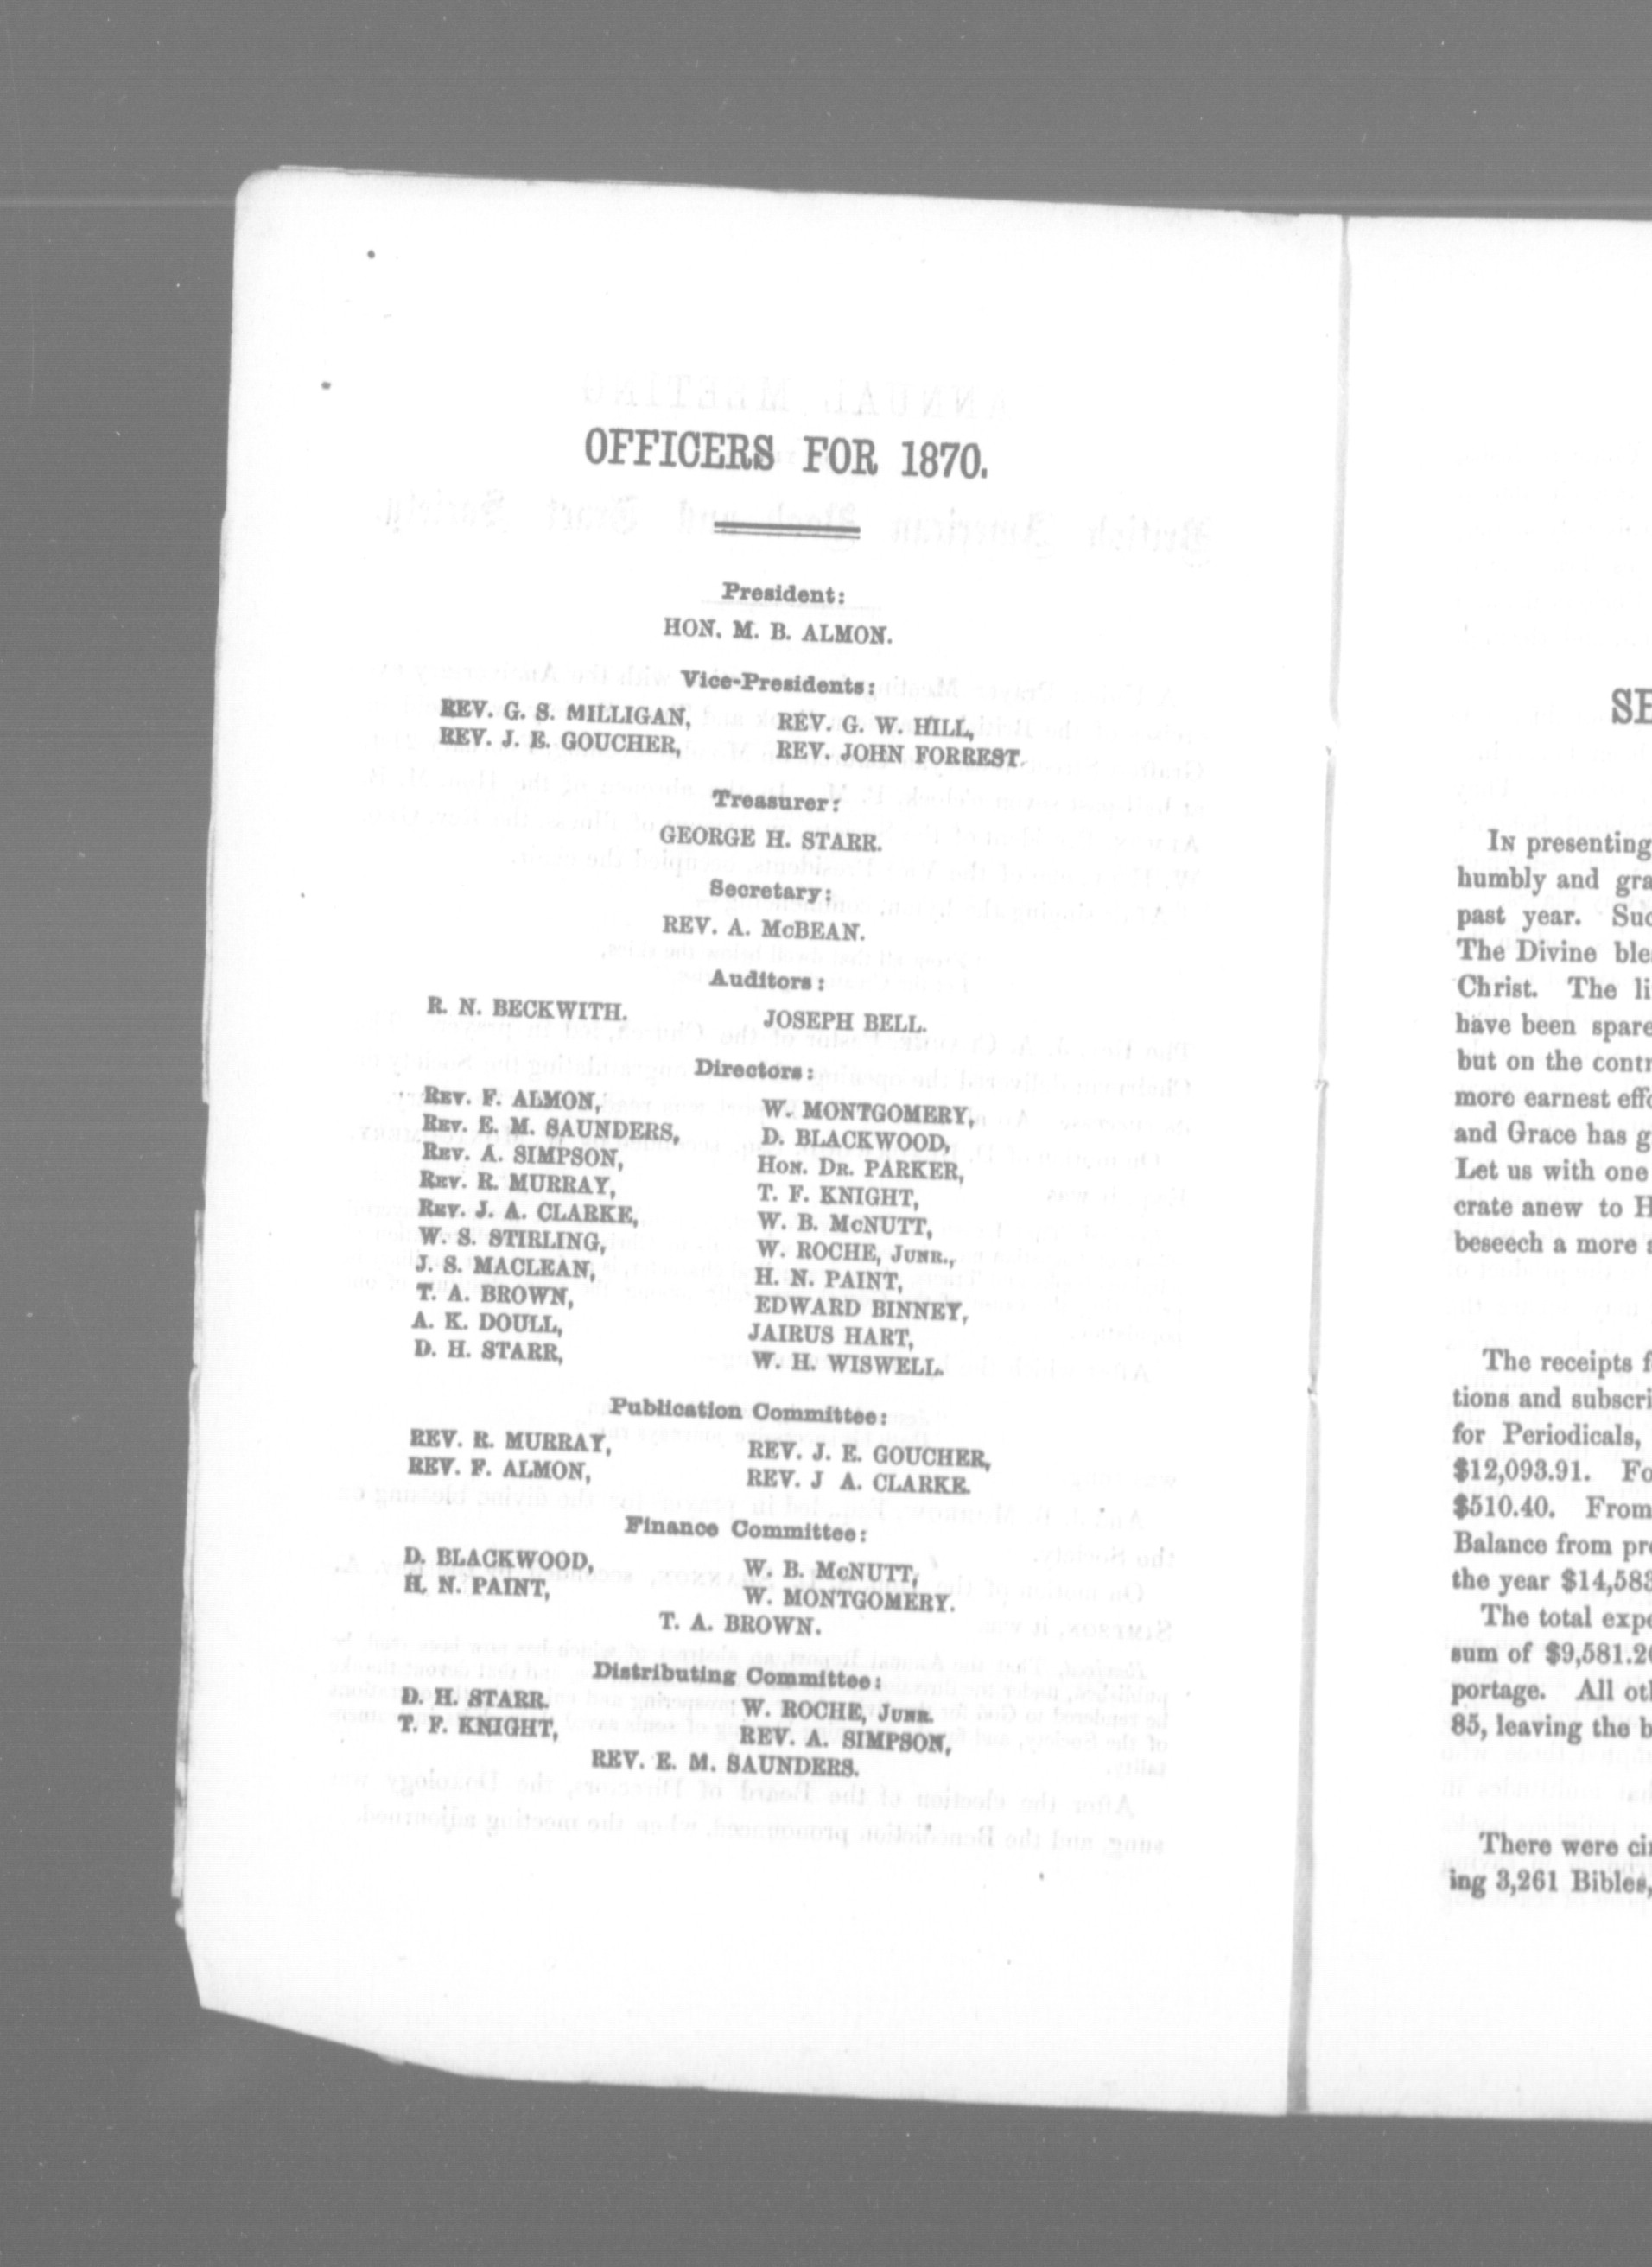 OFFICERS FOR 1870.
President:
HON. M. B. ALMON.
Vice-Presidents:
REV. G. S. MILLIGAN, REV. G. W. HILL,
REV. J. E. GOUCHER, REV. JOHN FORREST.
Treasurer:
GEORGE H. STARR.
Secretary:
REV. A. McBEAN.
Auditors:
R. N. BECKWITH. JOSEPH BELL.
Directors:
REV. F. ALMON, W. MONTGOMERY,
REV. E. M. SAUNDERS, D. BLACKWOOD,
REV. A. SIMPSON, HON. DR. PARKER,
REV. R. MURRAY, T. F. KNIGHT,
REV. J. A. CLARKE, W. B. McNUTT,
W. S. STIRLING, W. ROCHE, JUNR.,
J. S. MACLEAN, H. N. PAINT,
T. A. BROWN, EDWARD BINNEY,
A. K. DOULL, JAIRUS HART,
D. H. STARR, W. H. WISWELL.
Publication Committee:
REV. R. MURRAY, REV. J. E. GOUCHER,
REV. F. ALMON, REV. J A. CLARKE.
Finance Committee:
D. BLACKWOOD, W. B. McNUTT,
H. N. PAINT, W. MONTGOMERY.
T. A. BROWN.
Distributing Committee:
D. H. STARR. W. ROCHE, JUNR.
T. F. KNIGHT, REV. A. SIMPSON,
REV. E. M. SAUNDERS.
SE
IN presenting
humbly and gra
past year. Suc
The Divine ble
Christ. The li
have been spare
but on the contr
more earnest effo
and Grace has g
Let us with one
crate anew to H
beseech a more a
The receipts f
tions and subscri
for Periodicals,
$12,093.91. Fo
$510.40. From
Balance from pre
the year $14,583
The total expe
sum of $9,581.26
portage. All oth
85, leaving the b
There were cir
ing 3,261 Bibles,